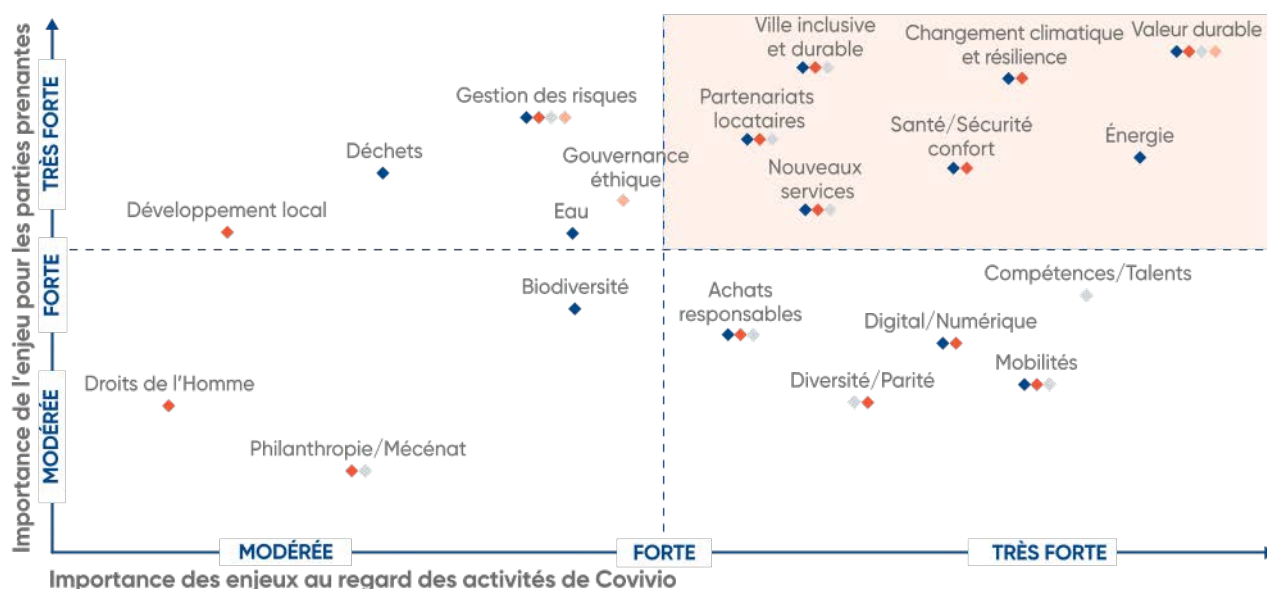 Importance de l'enjeu pour les parties prenantes
TRÈS FORTE
FORTE
MODÉRÉE
Ville inclusive
et durable
Changement climatique
et résilience
Valeur durable
Gestion des risques
Partenariats
locataires
Santé/Sécurité
confort
Énergie
Déchets
Gouvernance
éthique
Nouveaux
services
Développement local
Eau
Biodiversité
Achats
responsables
Compétences/Talents
Digital/Numérique
Mobilités
Diversité/Parité
Droits de l'Homme
Philanthropie/Mécénat
MODÉRÉE
FORTE
TRÈS FORTE
Importance des enjeux au regard des activités de Covivio